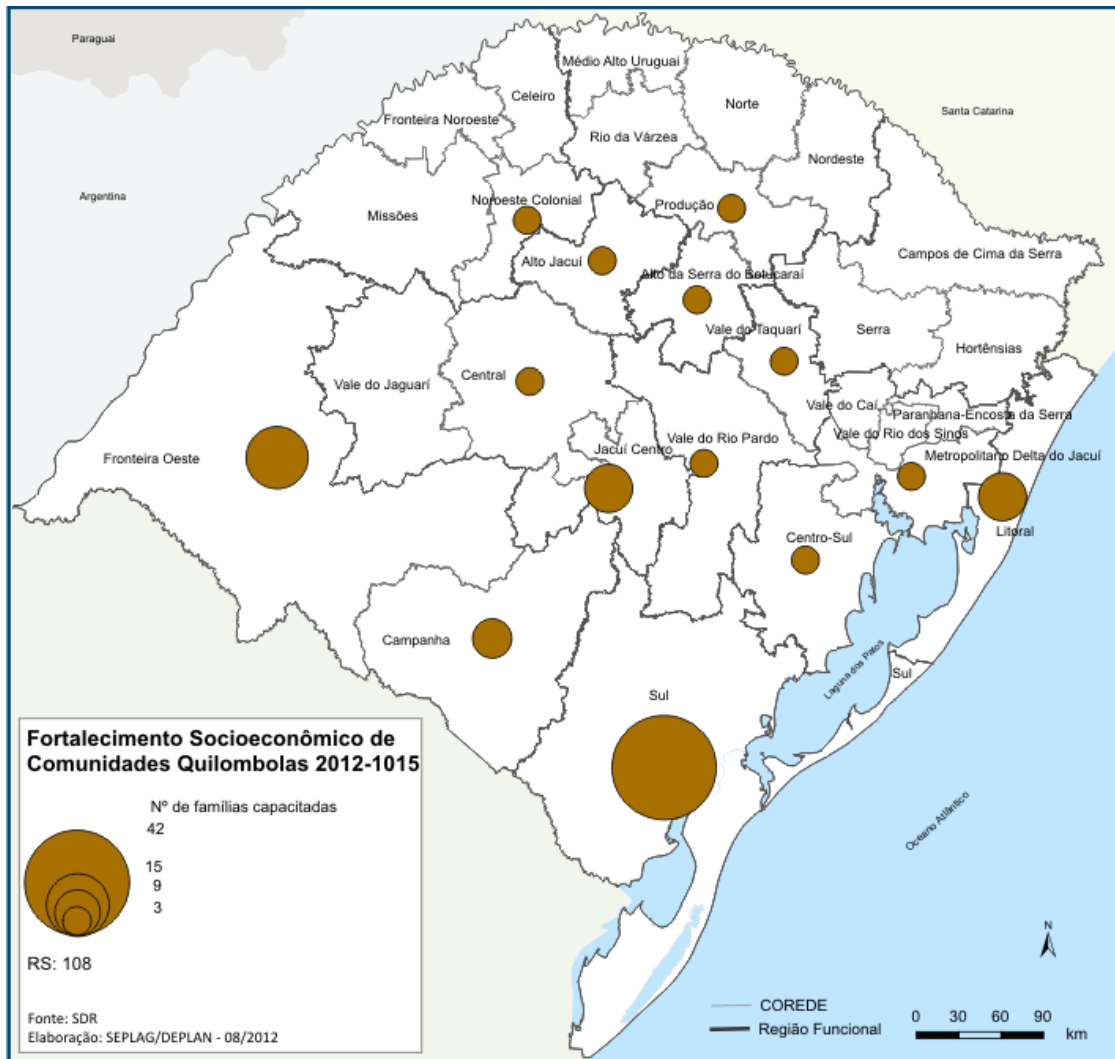 Paraguai
Médio Alto Uruguai
Celeiro
Norte
Santa Catarina
Fronteira Noroeste
Rio da Várzea
Nordeste
Argentina
Noroeste Colonial
Produção
Missões
Campos de Cima da Serra
Alto Jacuí
Alto da Serra do Botucaraí
Vale do Taquarí
Serra
Hortênsias
Central
Vale do Jaguarí
Vale do Caí
Paranhana-Encosta da Serra
Vale do Rio dos Sinos
Vale do Rio Pardo
Jacuí Centro
Metropolitano Delta do Jacuí
Fronteira Oeste
Litoral
Centro-Sul
Campanha
Laguna dos Patos
Sul
Sul
Oceano Atlântico
Fortalecimento Socioeconômico de
Comunidades Quilombolas 2012-1015
Nº de famílias capacitadas
42
15
9
3
RS: 108
Fonte: SDR
Elaboração: SEPLAG/DEPLAN - 08/2012
COREDE
Região Funcional
N
0 30 60 90
km